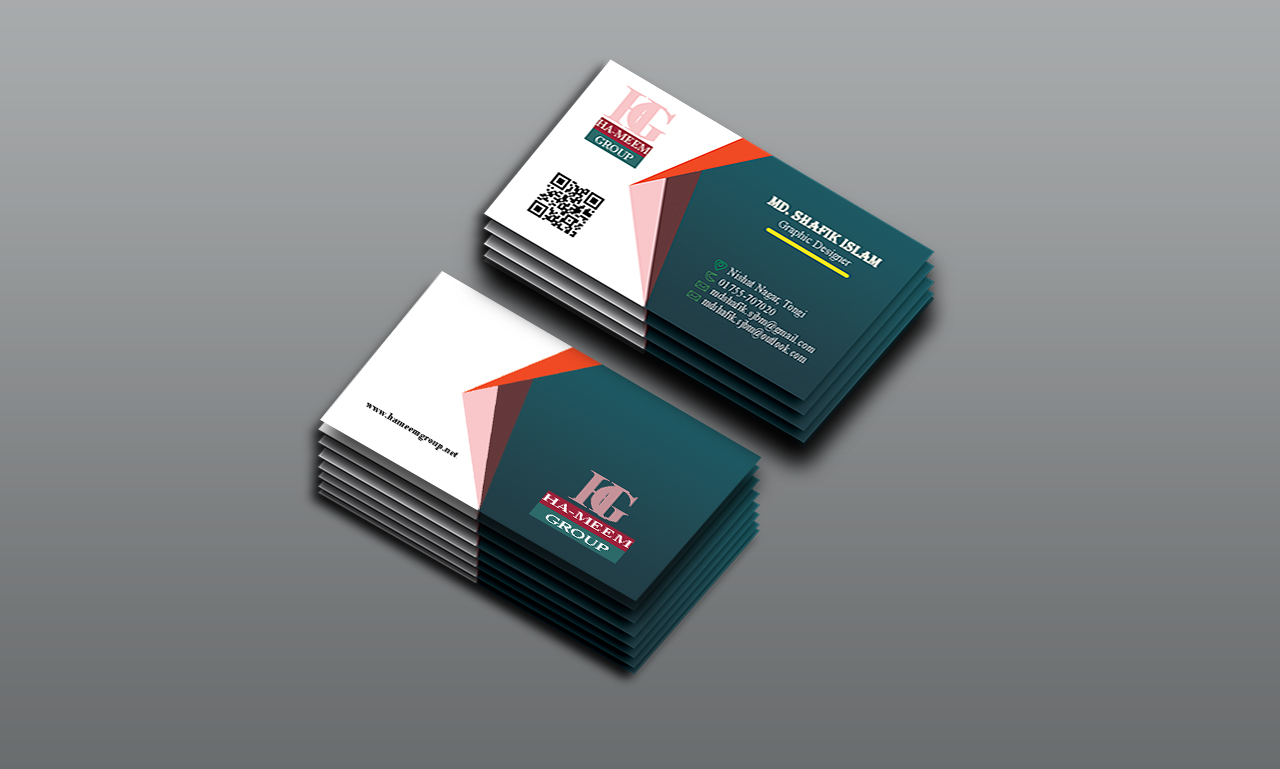 HG
HA-MEEM
GROUP
MD. SHAFIK ISLAM
Graphic Designer
Nishat Nagar, Tongi
01755-707020
mdshafik.sjbm@gmail.com
mdshafik.sjbm@outlook.com
www.hameemgroup.net
HG
HA-MEEM
GROUP